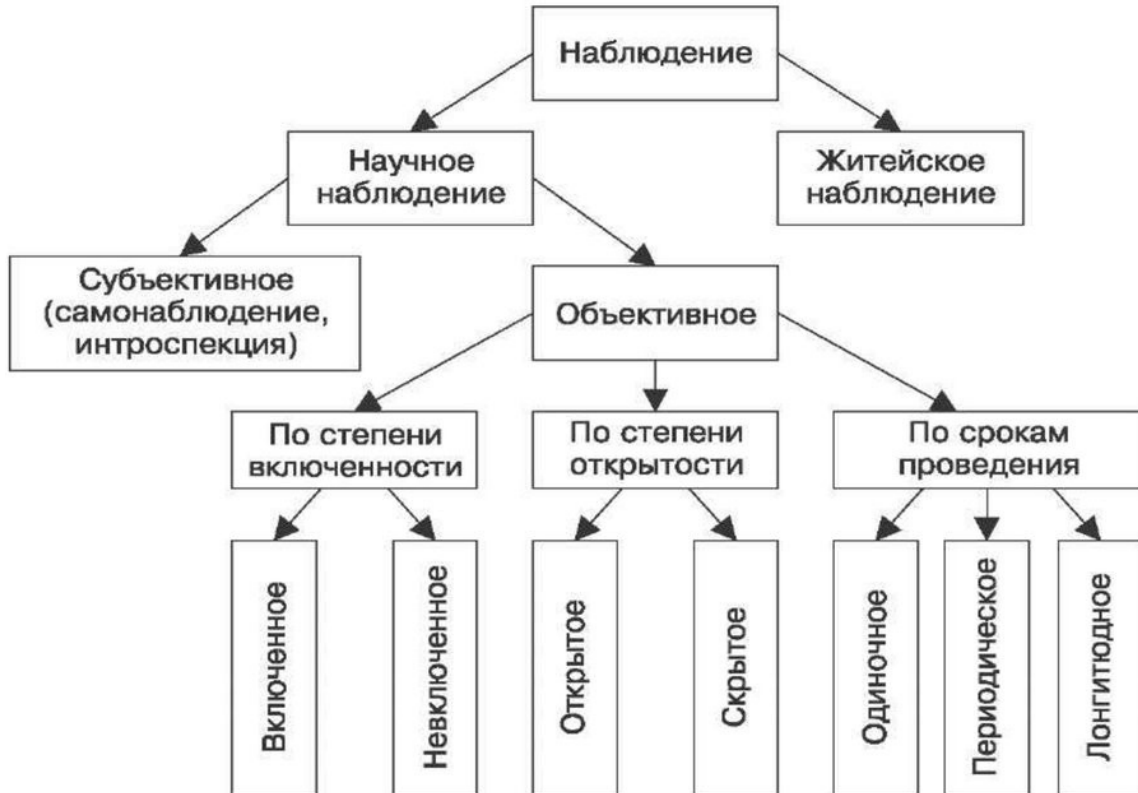 Наблюдение
Научное
наблюдение
Житейское
наблюдение
Субъективное
(самонаблюдение,
интроспекция)
Объективное
По степени
включенности
По степени
открытости
По срокам
проведения
Включенное
Невключенное
Открытое
Скрытое
Одиночное
Периодическое
Лонгитюдное